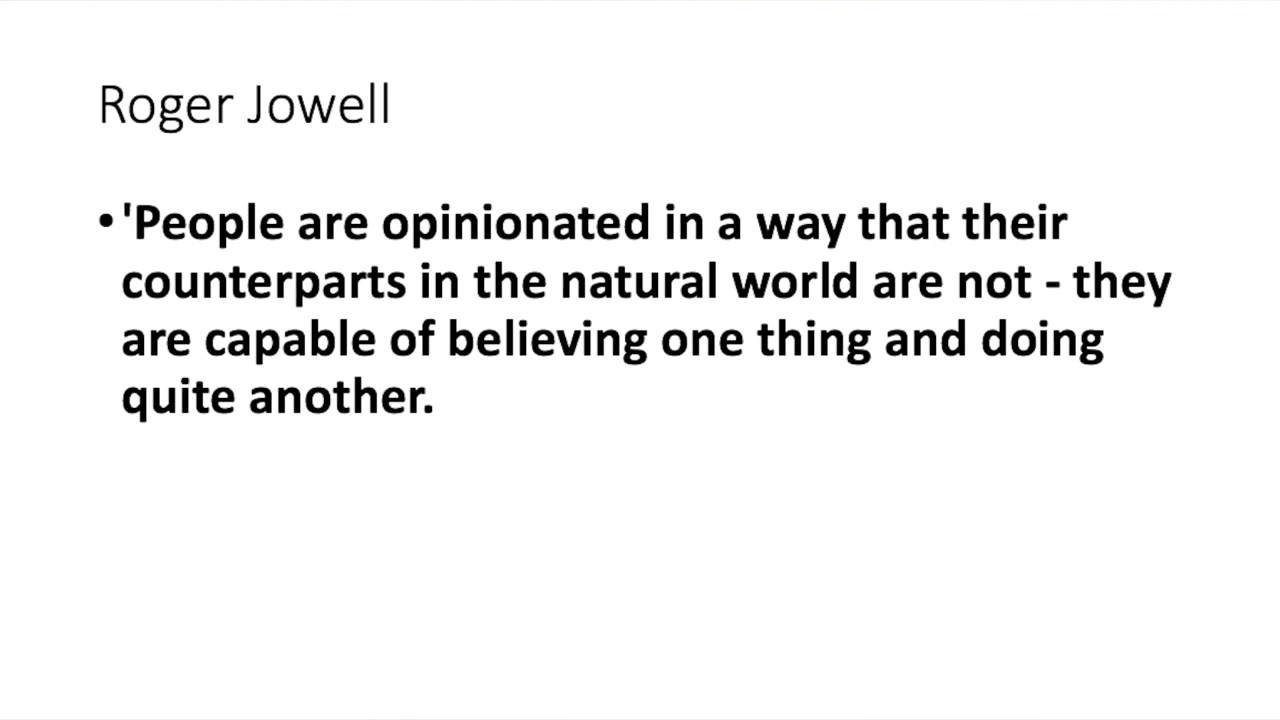 Roger Jowell
• 'People are opinionated in a way that their
counterparts in the natural world are not - they
are capable of believing one thing and doing
quite another.